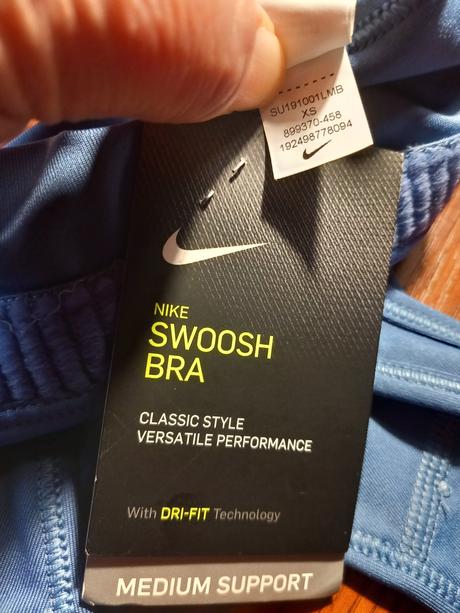 SU191001LMB
XS
899370-458
192498778094
NIKE
SWOOSH
BRA
CLASSIC STYLE
VERSATILE PERFORMANCE
With DRI-FIT Technology
MEDIUM SUPPORT